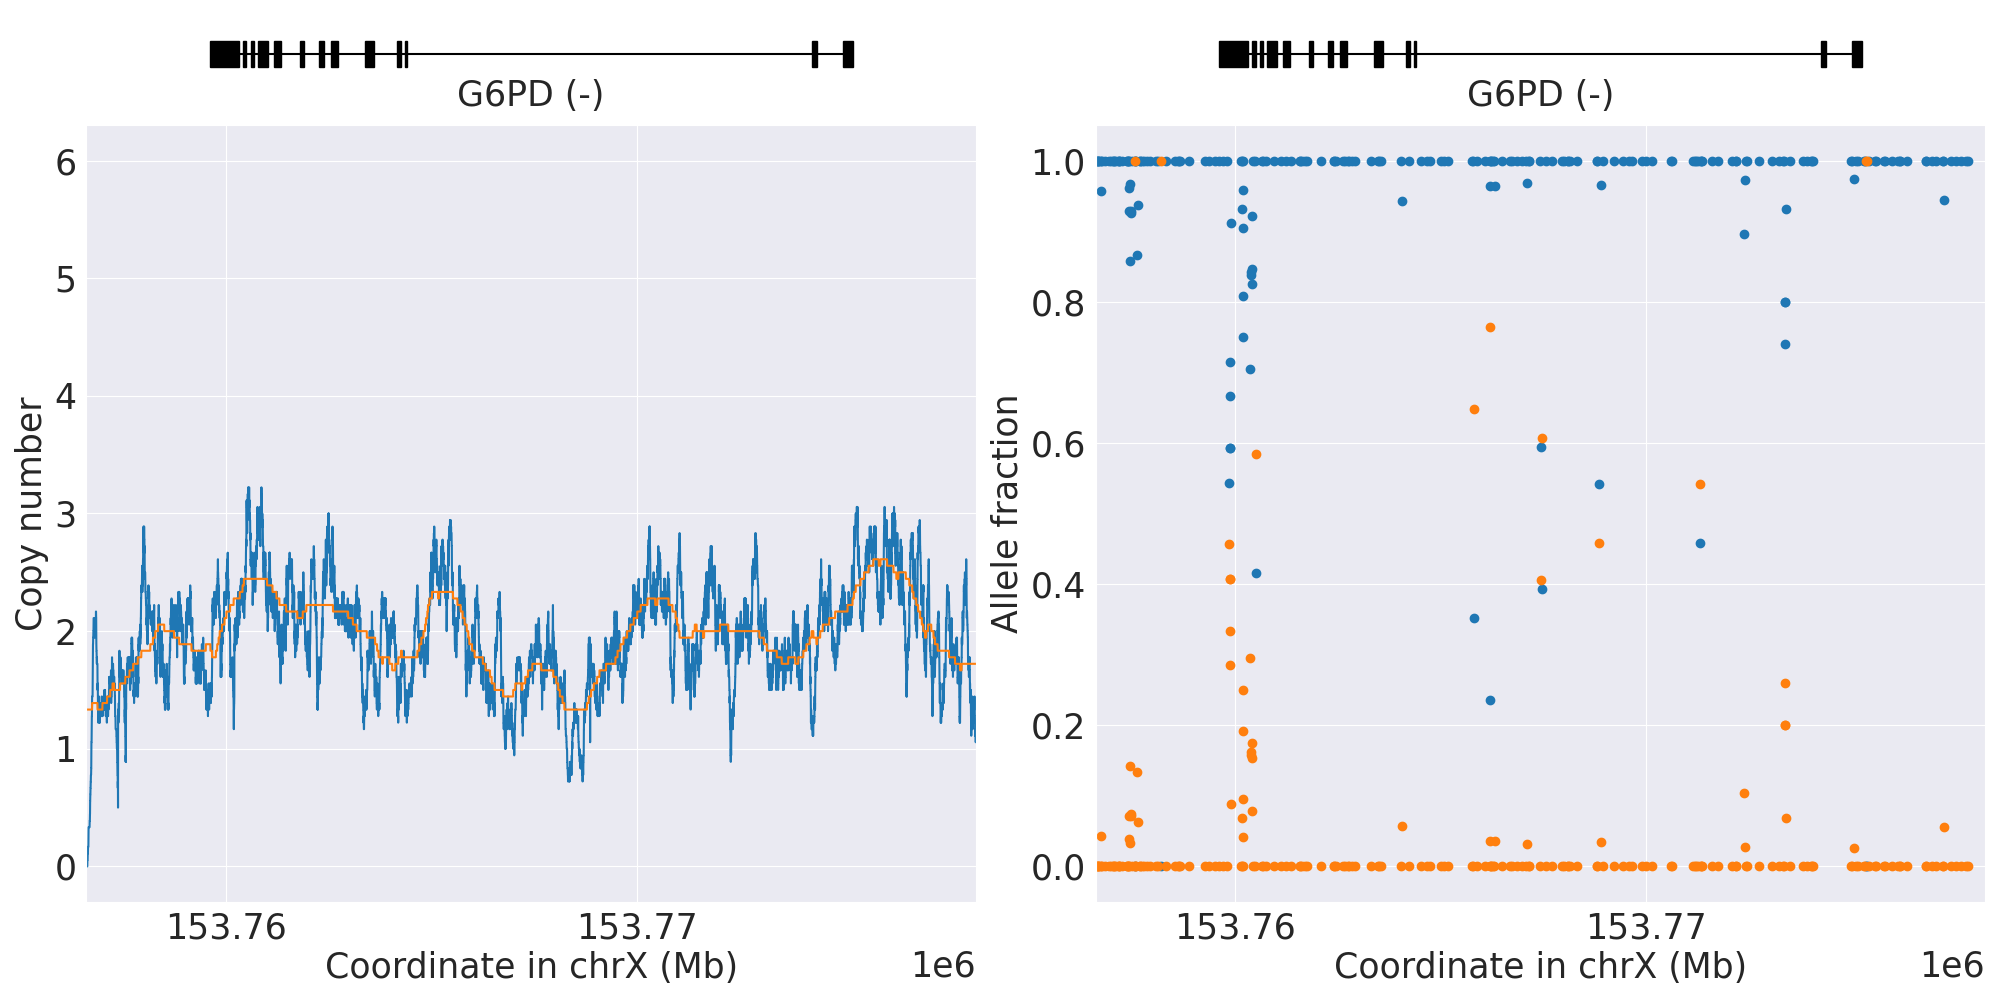 G6PD (-)
6
5
4
3
2
1
0
Copy number
153.76
153.77
Coordinate in chrX (Mb)
1e6
G6PD (-)
1.0
0.8
0.6
0.4
0.2
0.0
Allele fraction
153.76
153.77
Coordinate in chrX (Mb)
1e6